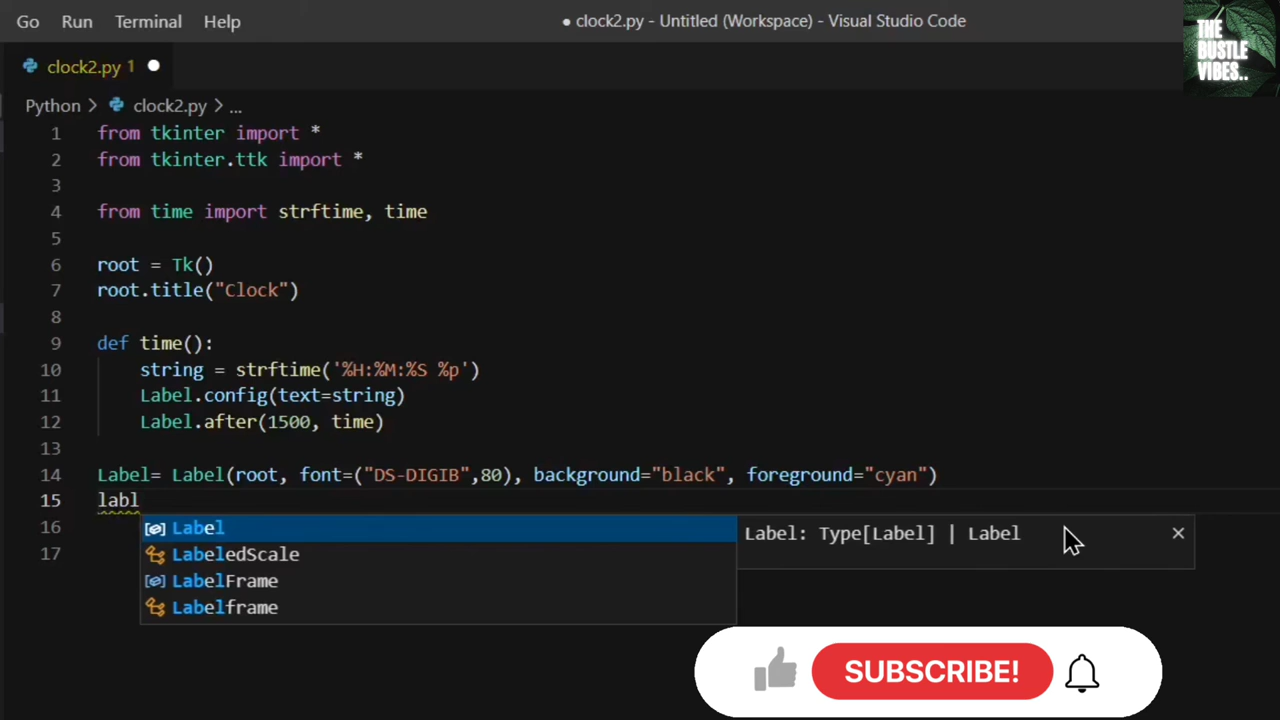 Go Run Terminal Help ● clock2.py - Untitled (Workspace) - Visual Studio Code
THE
BUSTLE
VIBES..
clock2.py 1 ●
Python > clock2.py > ...
1 from tkinter import *
2 from tkinter.ttk import *
3
4 from time import strftime, time
5
6 root = Tk()
7 root.title("Clock")
8
9 def time():
10 string = strftime('%H:%M:%S %p')
11 Label.config(text=string)
12 Label.after(1500, time)
13
14 Label= Label(root, font=("DS-DIGIB",80), background="black", foreground="cyan")
15 labl
16
17
Label
LabeledScale
LabelFrame
Labelframe
Label: Type[Label] | Label
SUBSCRIBE!